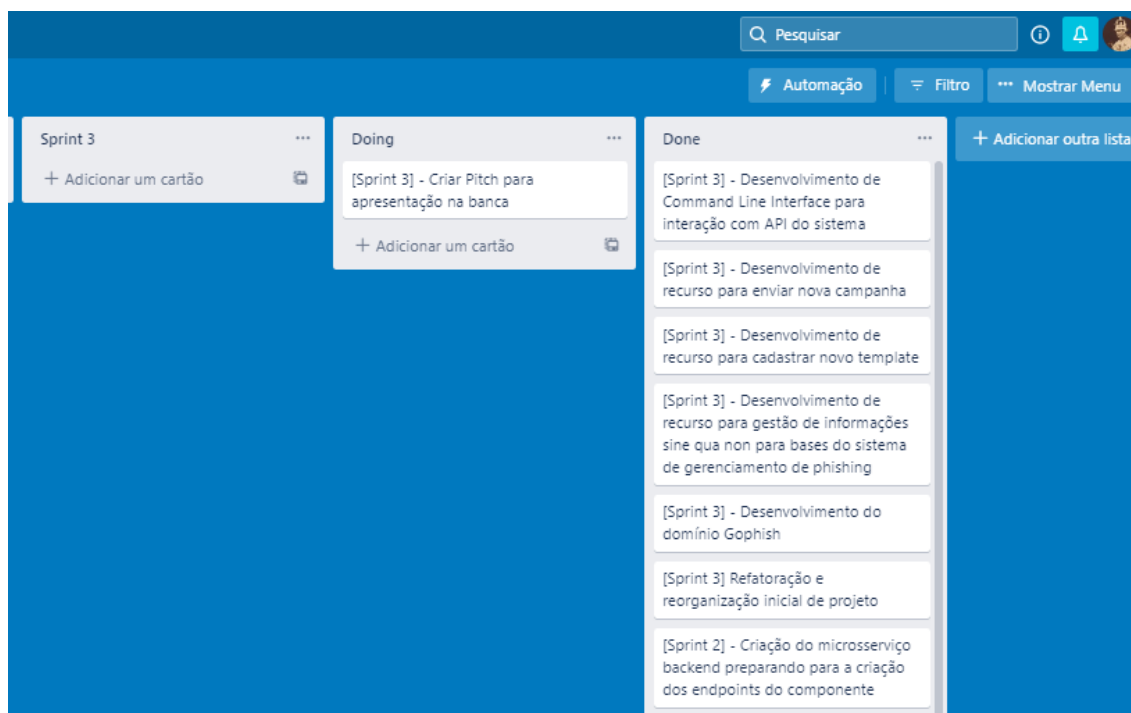 Pesquisar
Automação
Filtro
Mostrar Menu
Sprint 3
+ Adicionar um cartão
Doing
[Sprint 3] - Criar Pitch para
apresentação na banca
+ Adicionar um cartão
Done
[Sprint 3] - Desenvolvimento de
Command Line Interface para
interação com API do sistema
[Sprint 3] - Desenvolvimento de
recurso para enviar nova campanha
[Sprint 3] - Desenvolvimento de
recurso para cadastrar novo template
[Sprint 3] - Desenvolvimento de
recurso para gestão de informações
sine qua non para bases do sistema
de gerenciamento de phishing
[Sprint 3] - Desenvolvimento do
domínio Gophish
[Sprint 3] Refatoração e
reorganização inicial de projeto
[Sprint 2] - Criação do microsserviço
backend preparando para a criação
dos endpoints do componente
+ Adicionar outra lista